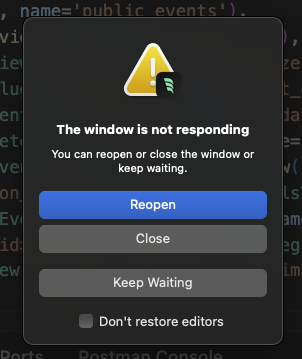 , name='public_events'),
The window is not responding
You can reopen or close the window or
keep waiting.
Reopen
Close
Keep Waiting
Don't restore editors
Ports Postman Console